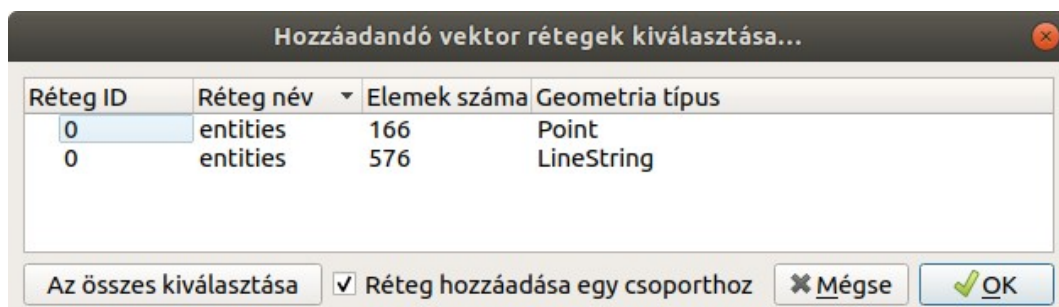 Hozzáadandó vektor rétegek kiválasztása...
Réteg ID Réteg név Elemek száma Geometria típus
0 entities 166 Point
0 entities 576 LineString
Az összes kiválasztása Réteg hozzáadása egy csoporthoz Mégse OK